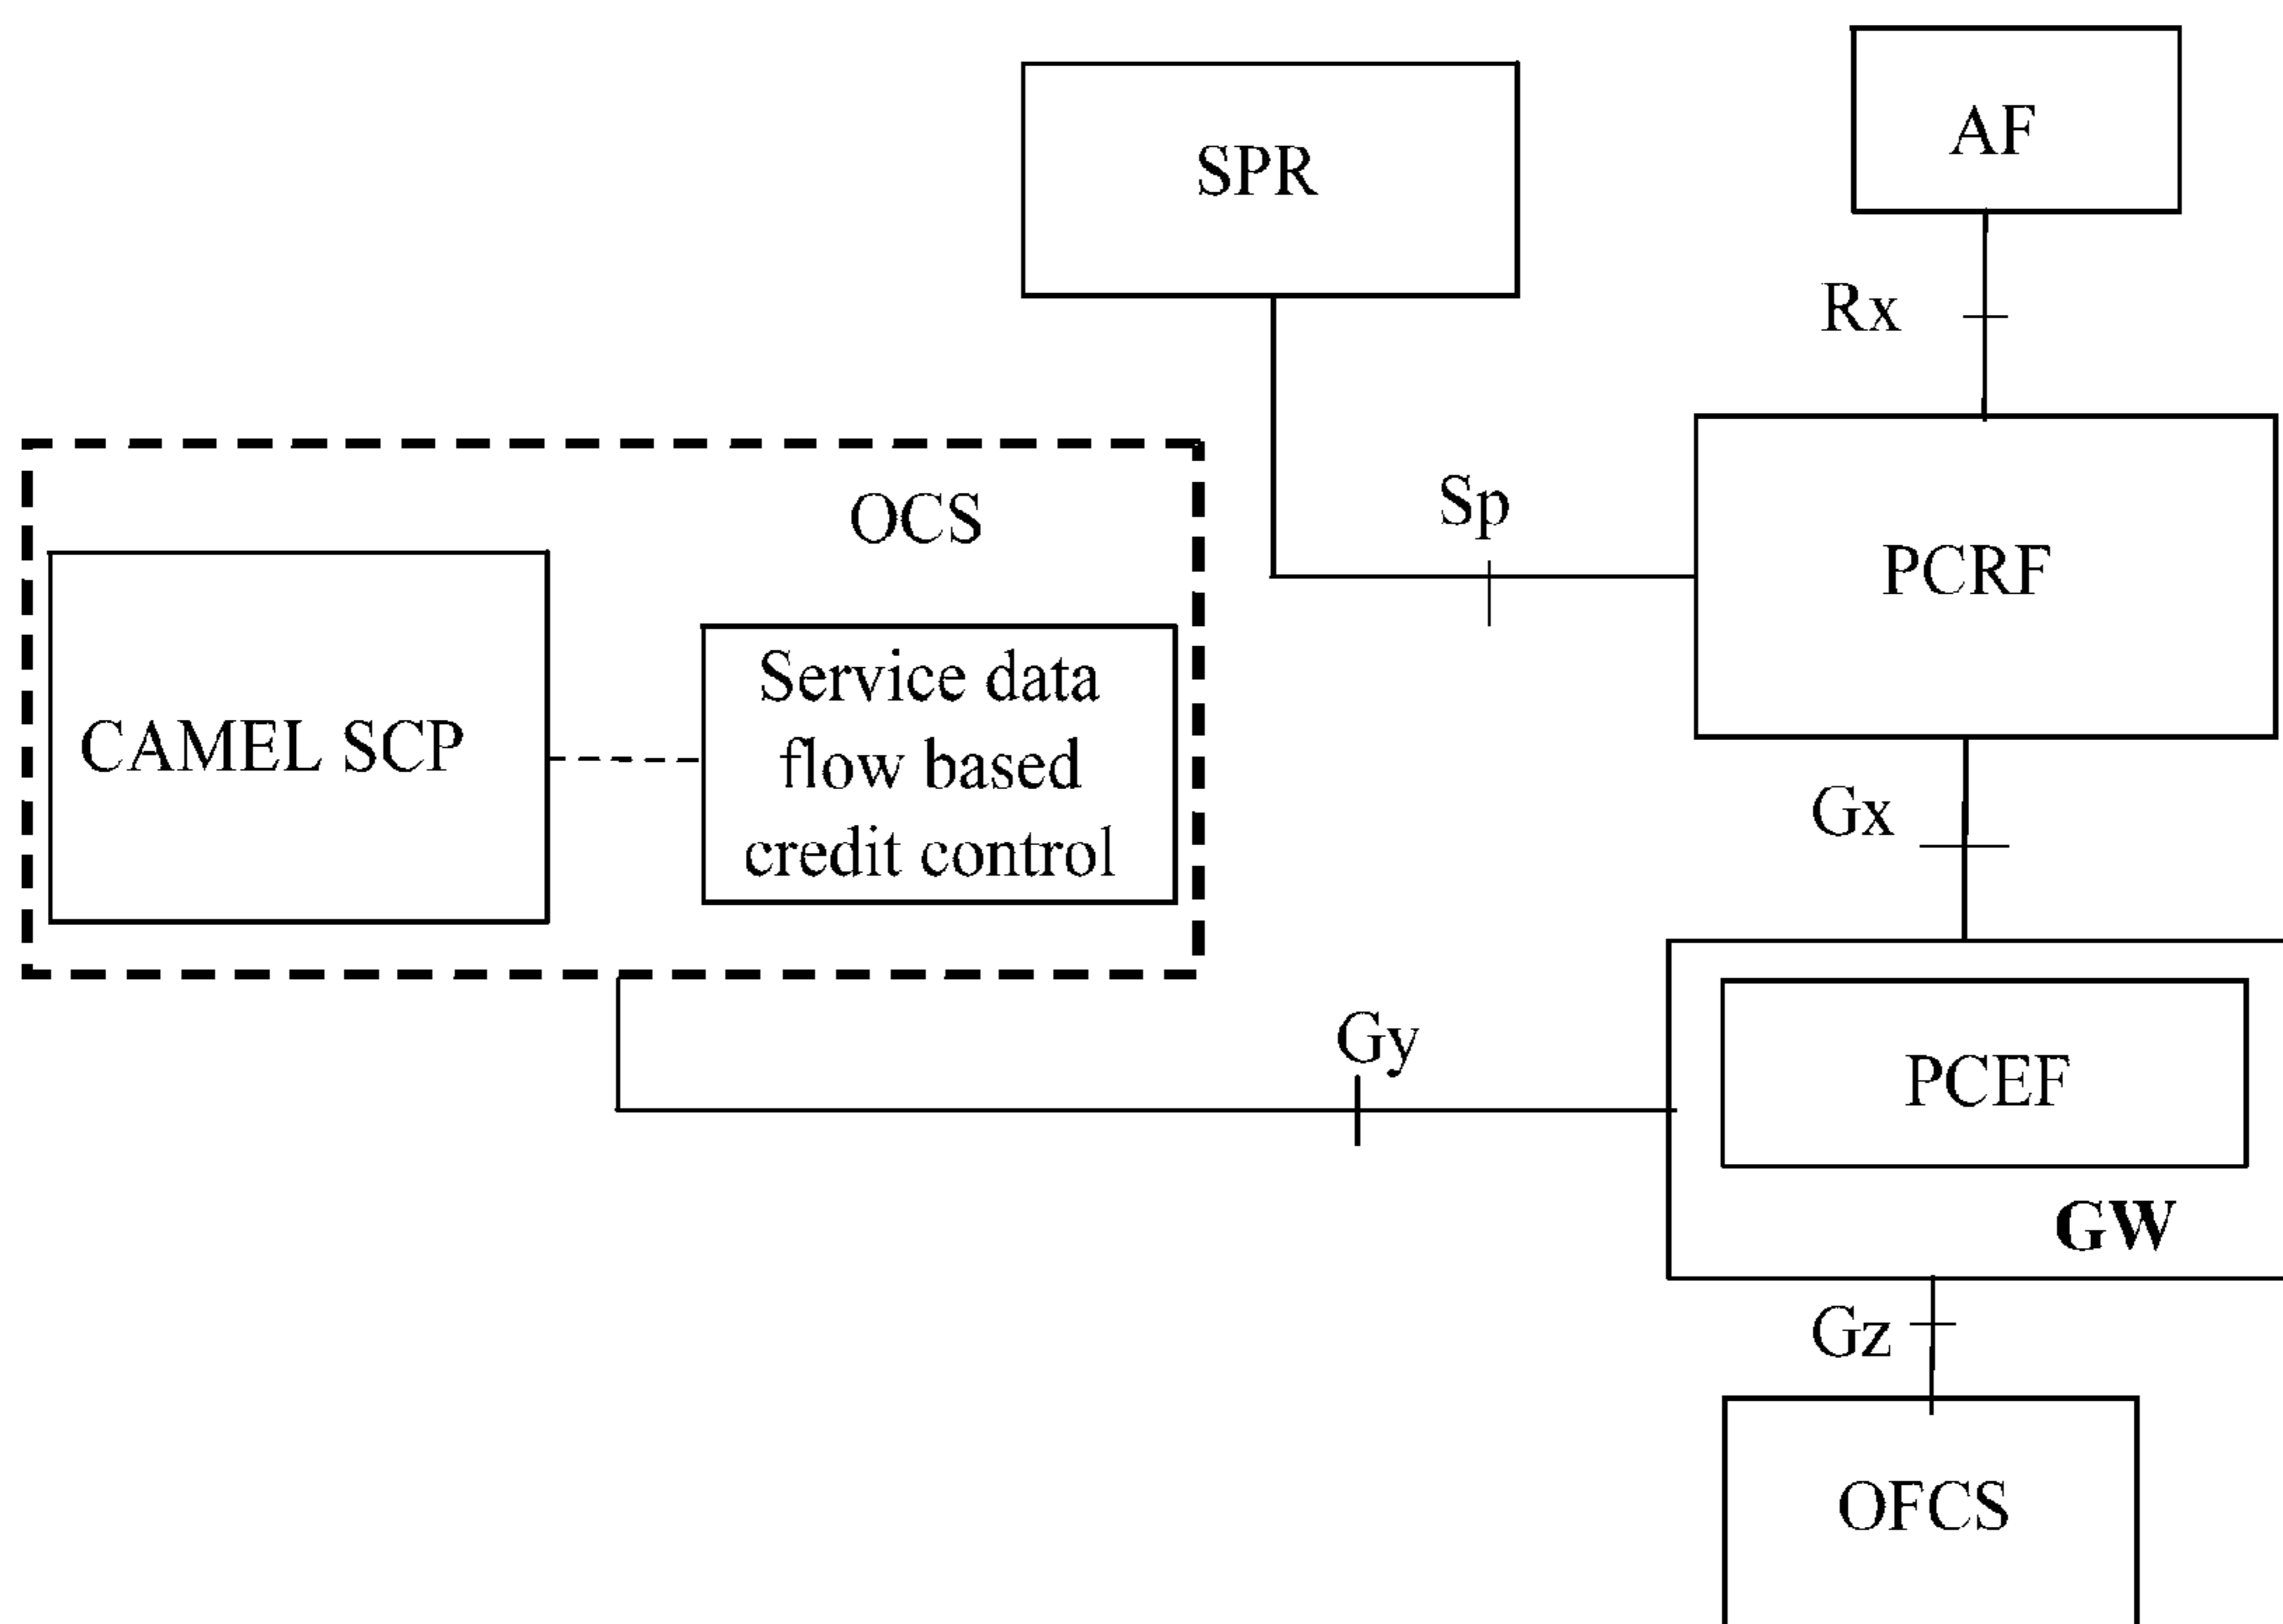 AF
SPR
Rx
Sp
OCS
PCRF
Service data
flow based
credit control
CAMEL SCP
Gx
Gy
PCEF
GW
Gz
OFCS